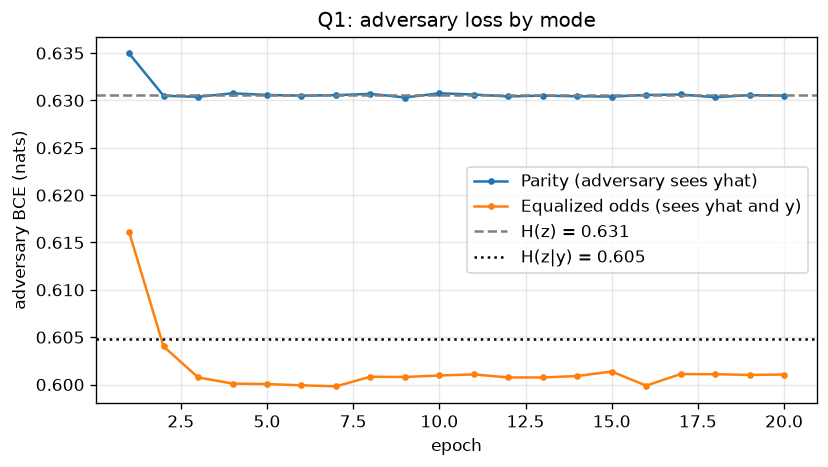 Q1: adversary loss by mode
adversary BCE (nats)
0.635
0.630
0.625
0.620
0.615
0.610
0.605
0.600
Parity (adversary sees yhat)
Equalized odds (sees yhat and y)
H(z) = 0.631
H(z|y) = 0.605
2.5 5.0 7.5 10.0 12.5 15.0 17.5 20.0
epoch